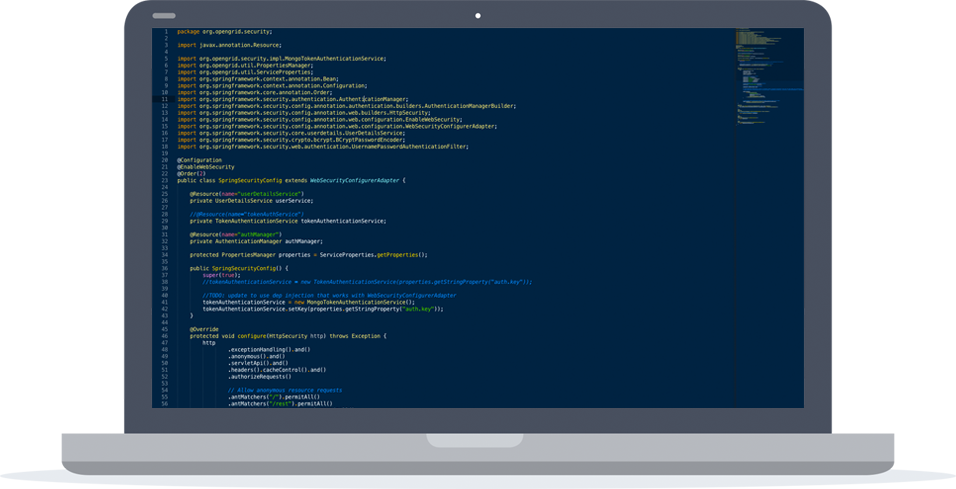 1 package org.opengrid.security;
2
3 import javax.annotation.Resource;
4
5 import org.opengrid.security.impl.MongoTokenAuthenticationService;
6 import org.opengrid.util.PropertiesManager;
7 import org.opengrid.util.ServiceProperties;
8 import org.springframework.context.annotation.Bean;
9 import org.springframework.context.annotation.Configuration;
10 import org.springframework.core.annotation.Order;
11 import org.springframework.security.authentication.AuthenticationManager;
12 import org.springframework.security.config.annotation.authentication.builders.AuthenticationManagerBuilder;
13 import org.springframework.security.config.annotation.web.builders.HttpSecurity;
14 import org.springframework.security.config.annotation.web.configuration.EnableWebSecurity;
15 import org.springframework.security.config.annotation.web.configuration.WebSecurityConfigurerAdapter;
16 import org.springframework.security.core.userdetails.UserDetailsService;
17 import org.springframework.security.crypto.bcrypt.BCryptPasswordEncoder;
18 import org.springframework.security.web.authentication.UsernamePasswordAuthenticationFilter;
19
20 @Configuration
21 @EnableWebSecurity
22 @Order(2)
23 public class SpringSecurityConfig extends WebSecurityConfigurerAdapter {
24
25 @Resource(name="userDetailsService")
26 private UserDetailsService userService;
27
28 //@Resource(name="tokenAuthService")
29 private TokenAuthenticationService tokenAuthenticationService;
30
31 @Resource(name="authManager")
32 private AuthenticationManager authManager;
33
34 protected PropertiesManager properties = ServiceProperties.getProperties();
35
36 public SpringSecurityConfig() {
37 super(true);
38 //tokenAuthenticationService = new TokenAuthenticationService(properties.getStringProperty("auth.key"));
39
40 //TODO: update to use dep injection that works with WebSecurityConfigurerAdapter
41 tokenAuthenticationService = new MongoTokenAuthenticationService();
42 tokenAuthenticationService.setKey(properties.getStringProperty("auth.key"));
43 }
44
45 @Override
46 protected void configure(HttpSecurity http) throws Exception {
47 http
48 .exceptionHandling().and()
49 .anonymous().and()
50 .servletApi().and()
51 .headers().cacheControl().and()
52 .authorizeRequests()
53
54 // Allow anonymous resource requests
55 .antMatchers("/").permitAll()
56 .antMatchers("/rest").permitAll()